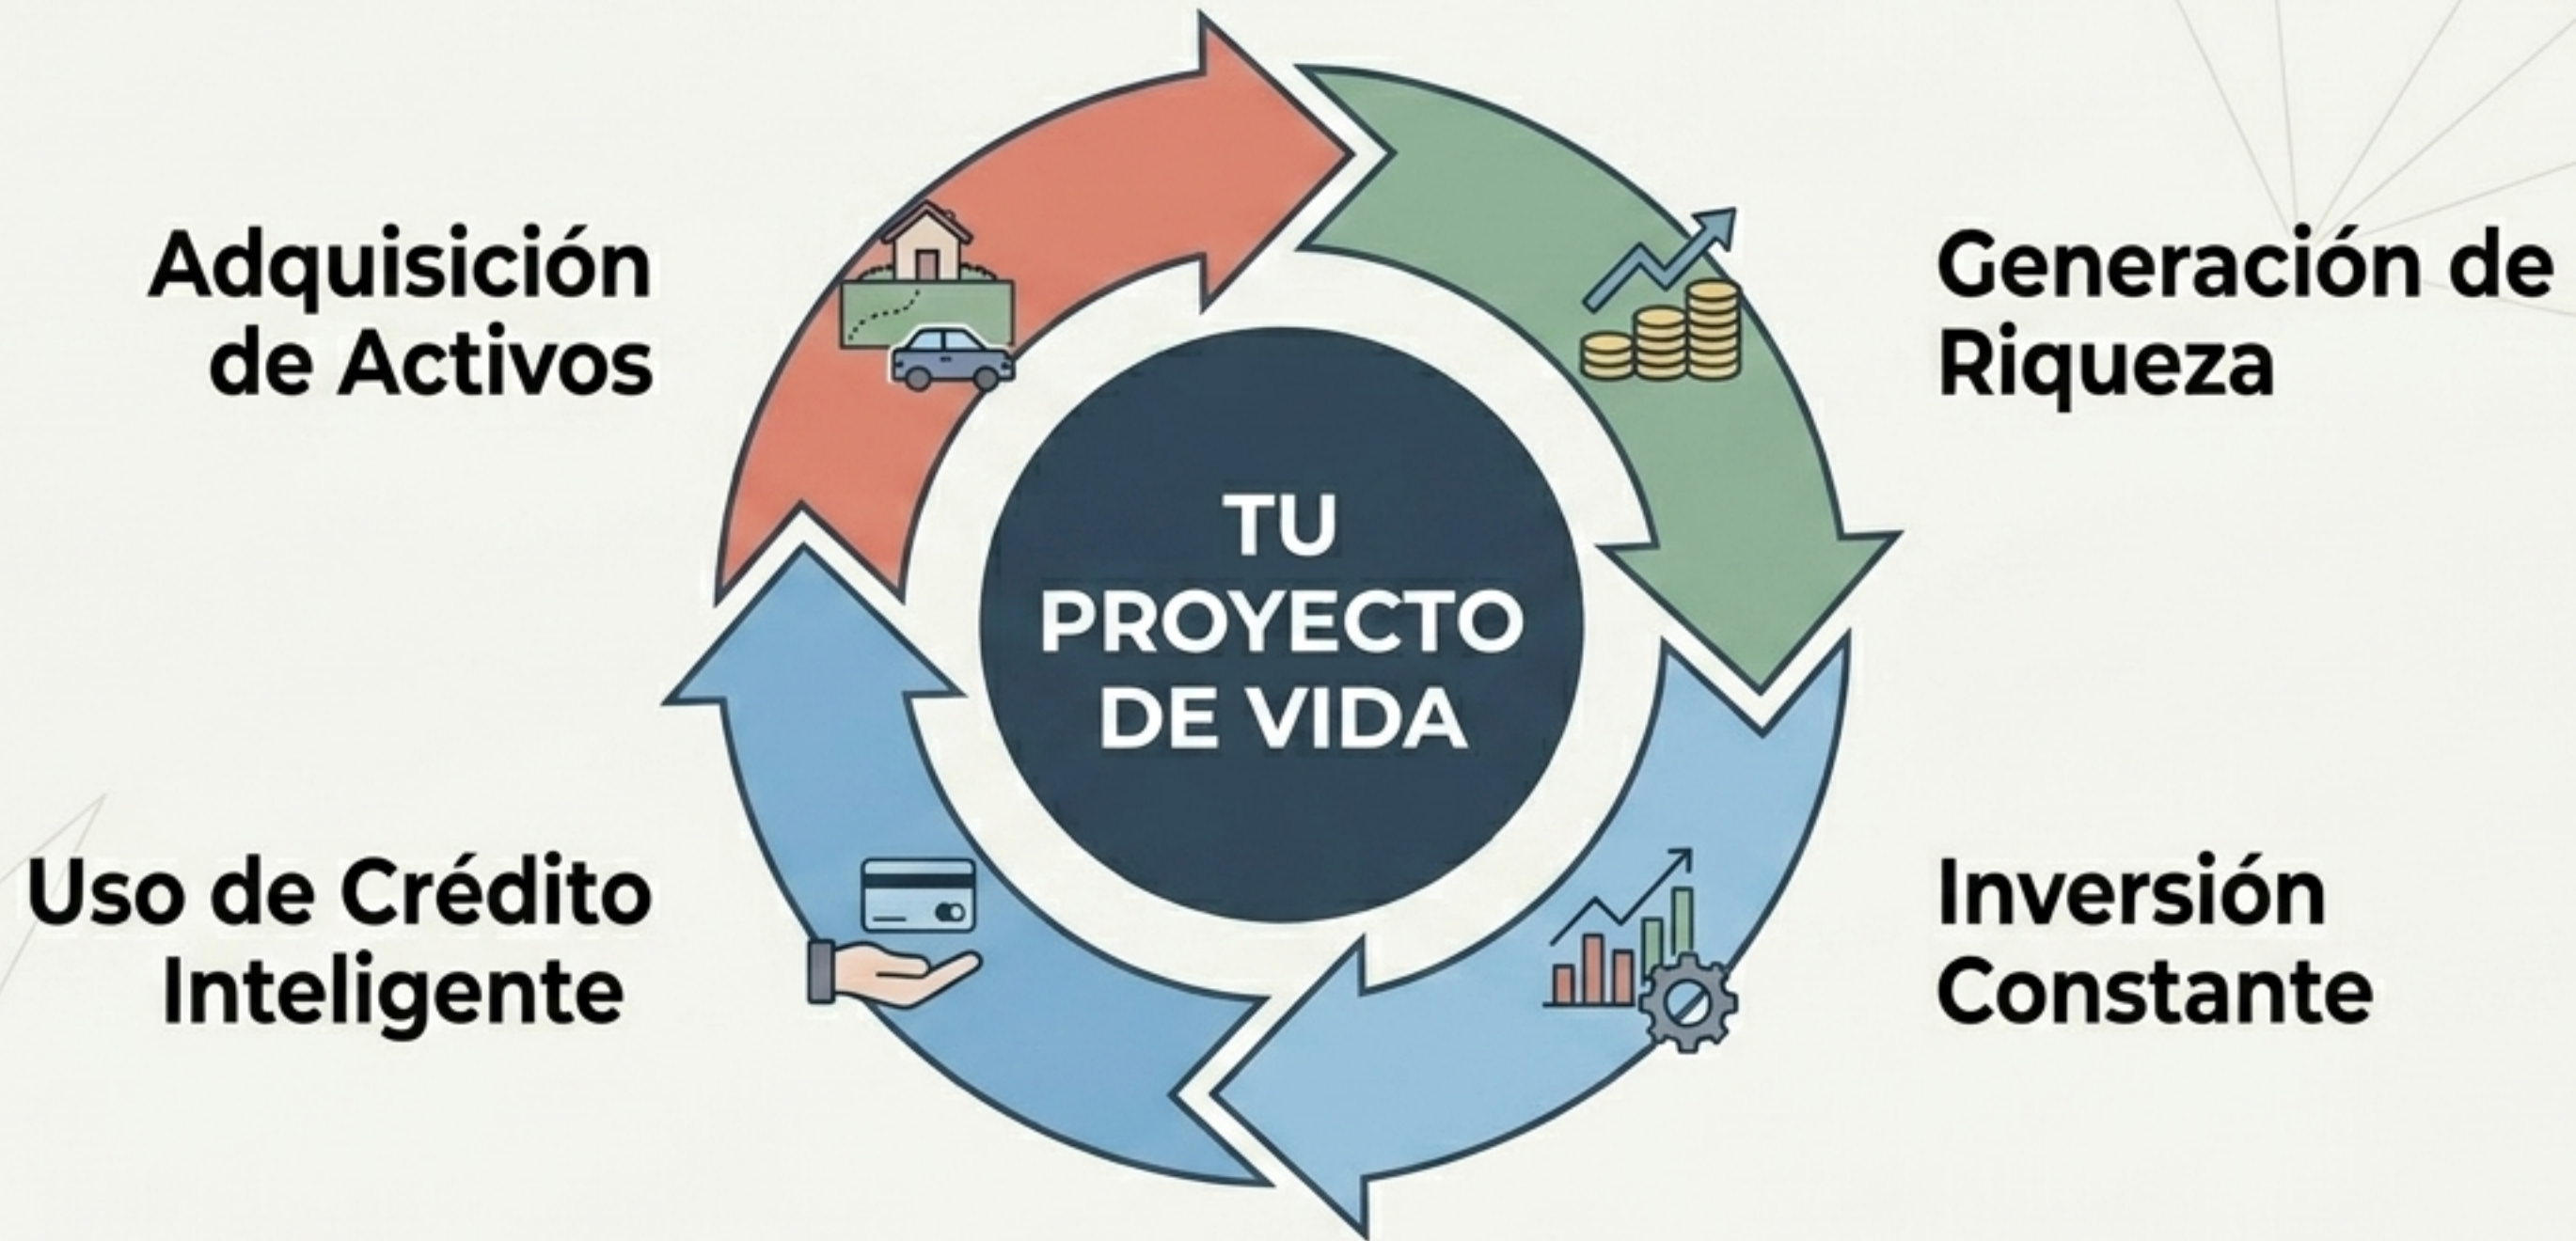 Adquisición
de Activos
Generación de
Riqueza
TU
PROYECTO
DE VIDA
Uso de Crédito
Inteligente
Inversión
Constante